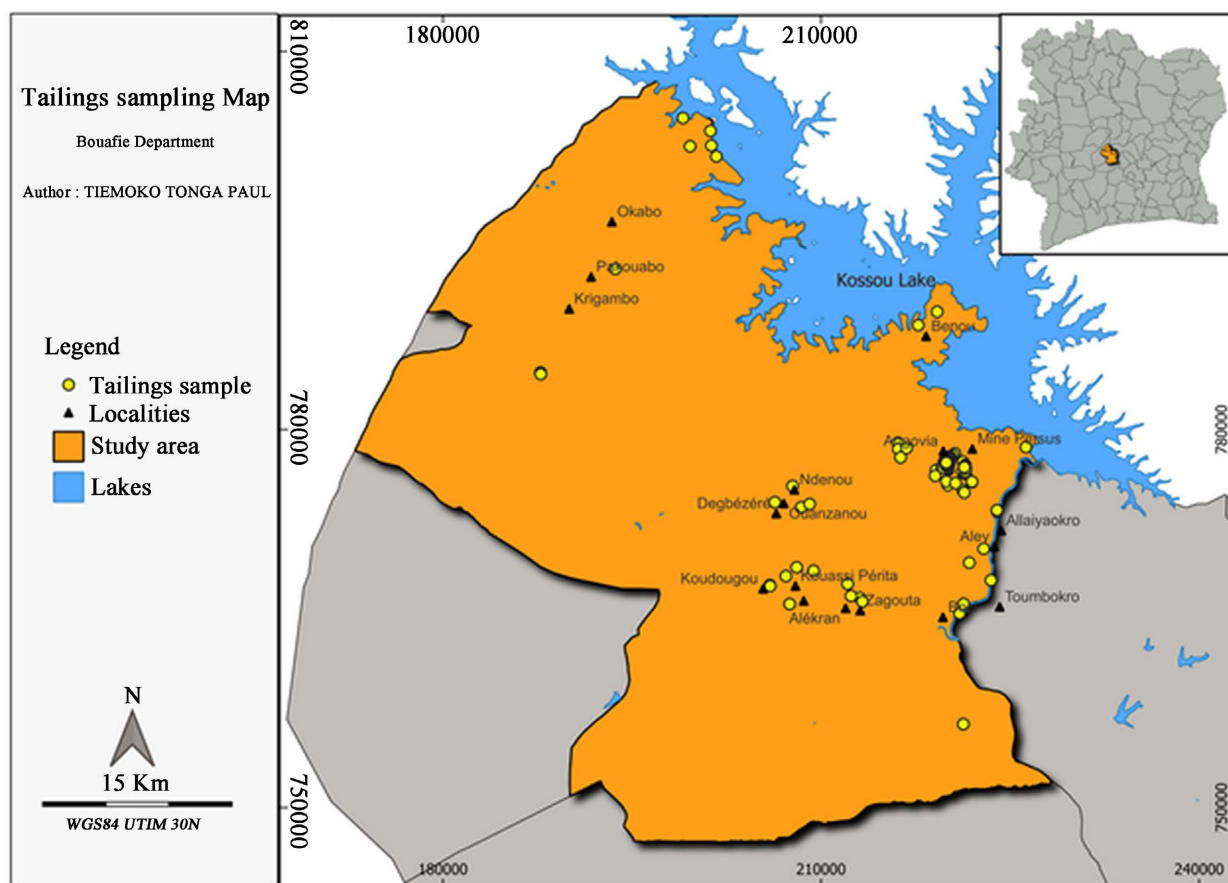 Tailings sampling Map
Bouafie Department
Author : TIEMOKO TONGA PAUL
Legend
Tailings sample
Localities
Study area
Lakes
N
15 Km
WGS84 UTIM 30N
180000
210000
810000
Okabo
Krigambo
Kossou Lake
Benou
780000
780000
Mine Persus
Ndenou
Degbézéré
Allaiyaokro
Aley
Koudougou
Kouassi Périta
Zagouta
Toumbokro
Alékran
750000
750000
180000
210000
240000